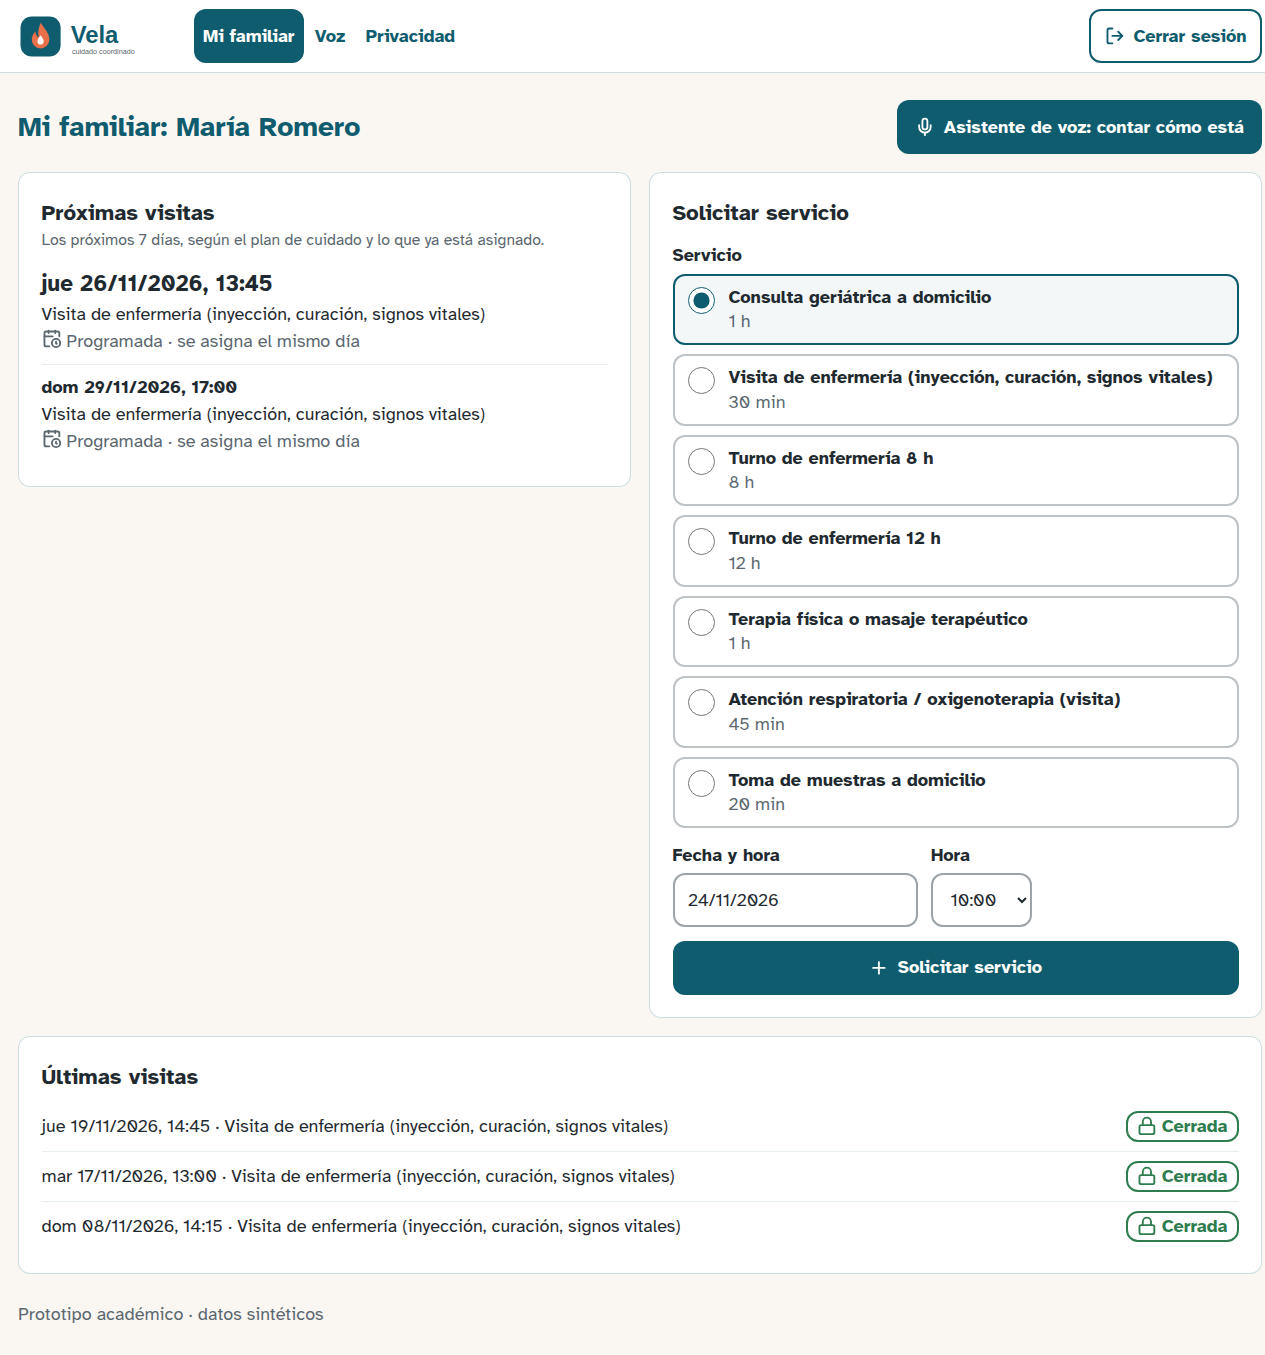 Vela
cuidado coordinado
Mi familiar
Voz
Privacidad
Cerrar sesión
Mi familiar: María Romero
Asistente de voz: contar cómo está
Próximas visitas
Los próximos 7 días, según el plan de cuidado y lo que ya está asignado.
jue 26/11/2026, 13:45
Visita de enfermería (inyección, curación, signos vitales)
Programada · se asigna el mismo día
dom 29/11/2026, 17:00
Visita de enfermería (inyección, curación, signos vitales)
Programada · se asigna el mismo día
Solicitar servicio
Servicio
Consulta geriátrica a domicilio
1 h
Visita de enfermería (inyección, curación, signos vitales)
30 min
Turno de enfermería 8 h
8 h
Turno de enfermería 12 h
12 h
Terapia física o masaje terapéutico
1 h
Atención respiratoria / oxigenoterapia (visita)
45 min
Toma de muestras a domicilio
20 min
Fecha y hora
Hora
24/11/2026
10:00
Solicitar servicio
Últimas visitas
jue 19/11/2026, 14:45 · Visita de enfermería (inyección, curación, signos vitales)
Cerrada
mar 17/11/2026, 13:00 · Visita de enfermería (inyección, curación, signos vitales)
Cerrada
dom 08/11/2026, 14:15 · Visita de enfermería (inyección, curación, signos vitales)
Cerrada
Prototipo académico · datos sintéticos